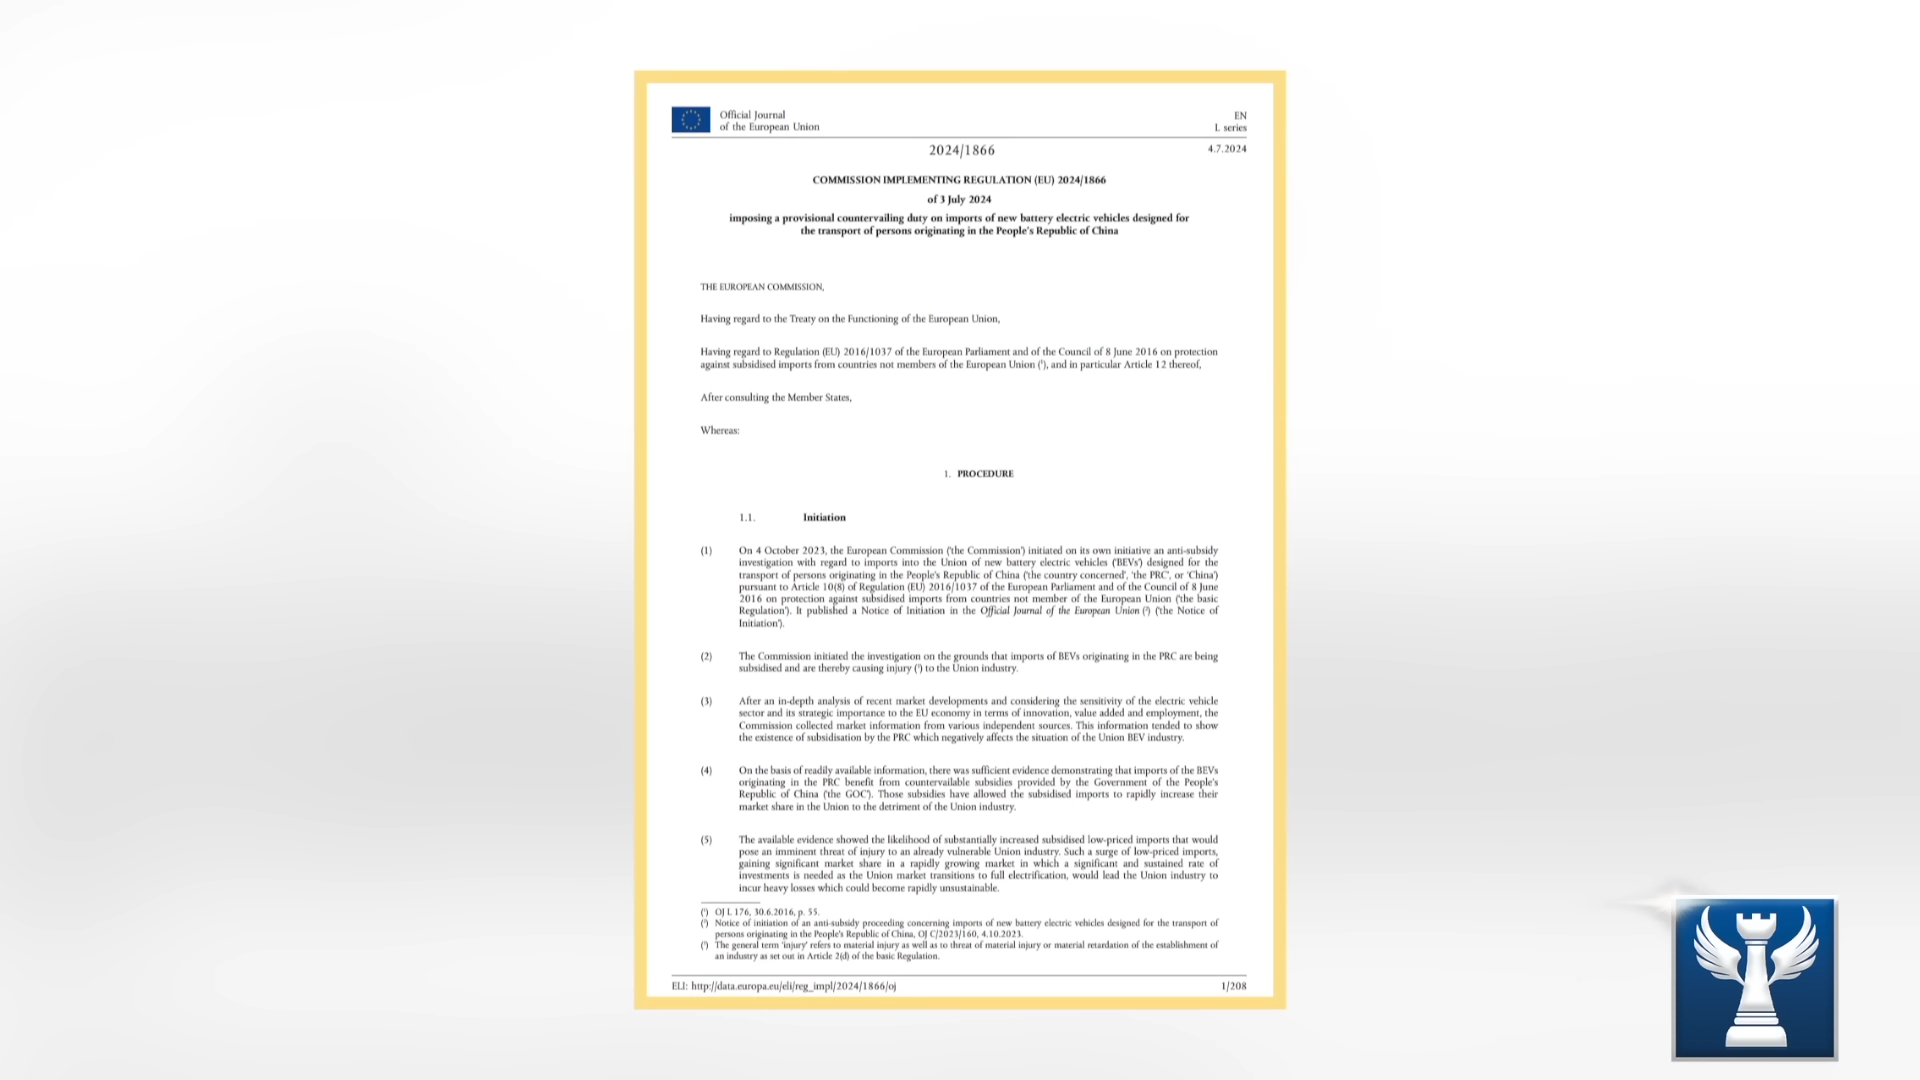 Official Journal
of the European Union
EN
L series
2024/1866
4.7.2024
COMMISSION IMPLEMENTING REGULATION (EU) 2024/1866
of 3 July 2024
imposing a provisional countervailing duty on imports of new battery electric vehicles designed for
the transport of persons originating in the People's Republic of China
THE EUROPEAN COMMISSION,
Having regard to the Treaty on the Functioning of the European Union,
Having regard to Regulation (EU) 2016/1037 of the European Parliament and of the Council of 8 June 2016 on protection
against subsidised imports from countries not members of the European Union (¹), and in particular Article 12 thereof,
After consulting the Member States,
Whereas:
1. PROCEDURE
1.1. Initiation
(1) On 4 October 2023, the European Commission ('the Commission') initiated on its own initiative an anti-subsidy
investigation with regard to imports into the Union of new battery electric vehicles ('BEVs') designed for the
transport of persons originating in the People's Republic of China ('the country concerned', 'the PRC', or 'China')
pursuant to Article 10(8) of Regulation (EU) 2016/1037 of the European Parliament and of the Council of 8 June
2016 on protection against subsidised imports from countries not member of the European Union ('the basic
Regulation'). It published a Notice of Initiation in the Official Journal of the European Union (²) ('the Notice of
Initiation').
(2) The Commission initiated the investigation on the grounds that imports of BEVs originating in the PRC are being
subsidised and are thereby causing injury (³) to the Union industry.
(3) After an in-depth analysis of recent market developments and considering the sensitivity of the electric vehicle
sector and its strategic importance to the EU economy in terms of innovation, value added and employment, the
Commission collected market information from various independent sources. This information tended to show
the existence of subsidisation by the PRC which negatively affects the situation of the Union BEV industry.
(4) On the basis of readily available information, there was sufficient evidence demonstrating that imports of the BEVs
originating in the PRC benefit from countervailable subsidies provided by the Government of the People's
Republic of China ('the GOC'). Those subsidies have allowed the subsidised imports to rapidly increase their
market share in the Union to the detriment of the Union industry.
(5) The available evidence showed the likelihood of substantially increased subsidised low-priced imports that would
pose an imminent threat of injury to an already vulnerable Union industry. Such a surge of low-priced imports,
gaining significant market share in a rapidly growing market in which a significant and sustained rate of
investments is needed as the Union market transitions to full electrification, would lead the Union industry to
incur heavy losses which could become rapidly unsustainable.
(¹) OJ L 176, 30.6.2016, p. 55.
(²) Notice of initiation of an anti-subsidy proceeding concerning imports of new battery electric vehicles designed for the transport of
persons originating in the People's Republic of China, OJ C/2023/160, 4.10.2023.
(³) The general term 'injury' refers to material injury as well as to threat of material injury or material retardation of the establishment of
an industry as set out in Article 2(d) of the basic Regulation.
ELI: http://data.europa.eu/eli/reg_impl/2024/1866/oj
1/208